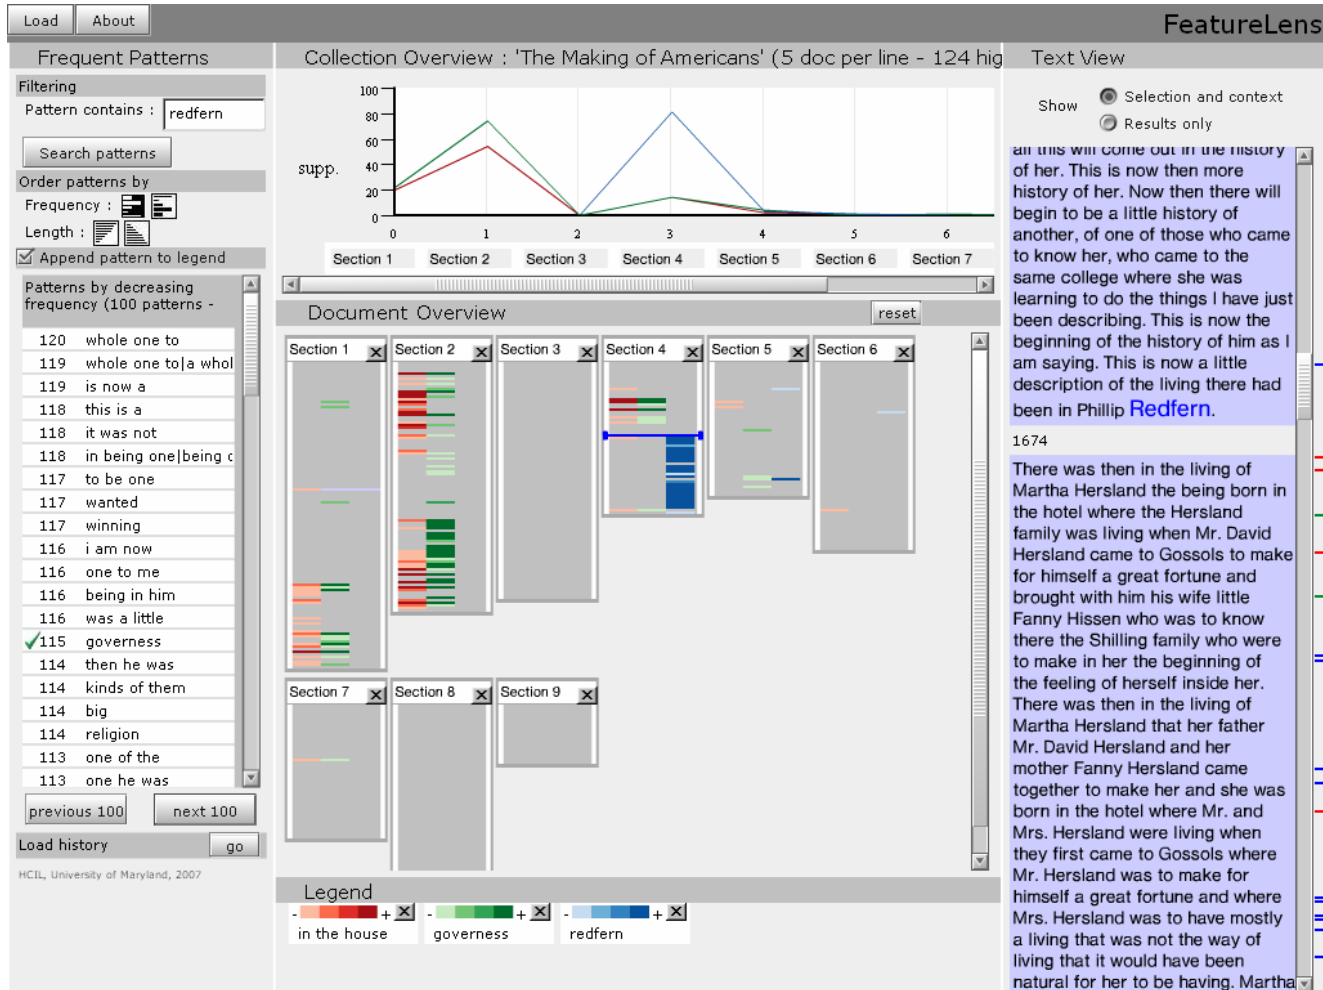 Load
About
FeatureLens
Frequent Patterns
Filtering
Pattern contains :
redfern
Search patterns
Order patterns by
Frequency :
Length :
Append pattern to legend
Patterns by decreasing
frequency (100 patterns -
120 whole one to
119 whole one to|a whol
119 is now a
118 this is a
118 it was not
118 in being one|being c
117 to be one
117 wanted
117 winning
116 i am now
116 one to me
116 being in him
116 was a little
115 governess
114 then he was
114 kinds of them
114 big
114 religion
113 one of the
113 one he was
previous 100
next 100
Load history
go
HCIL, University of Maryland, 2007
Collection Overview : 'The Making of Americans' (5 doc per line - 124 hig
supp.
100
80
60
40
20
0
0 1 2 3 4 5 6
Section 1 Section 2 Section 3 Section 4 Section 5 Section 6 Section 7
Document Overview
reset
Section 1 X
Section 2 X
Section 3 X
Section 4 X
Section 5 X
Section 6 X
Section 7 X
Section 8 X
Section 9 X
Legend
- + X
in the house
- + X
governess
- + X
redfern
Text View
Show
Selection and context
Results only
all this will come out in the history
of her. This is now then more
history of her. Now then there will
begin to be a little history of
another, of one of those who came
to know her, who came to the
same college where she was
learning to do the things I have just
been describing. This is now the
beginning of the history of him as I
am saying. This is now a little
description of the living there had
been in Phillip Redfern.
1674
There was then in the living of
Martha Hersland the being born in
the hotel where the Hersland
family was living when Mr. David
Hersland came to Gossols to make
for himself a great fortune and
brought with him his wife little
Fanny Hissen who was to know
there the Shilling family who were
to make in her the beginning of
the feeling of herself inside her.
There was then in the living of
Martha Hersland that her father
Mr. David Hersland and her
mother Fanny Hersland came
together to make her and she was
born in the hotel where Mr. and
Mrs. Hersland were living when
they first came to Gossols where
Mr. Hersland was to make for
himself a great fortune and where
Mrs. Hersland was to have mostly
a living that was not the way of
living that it would have been
natural for her to be having. Martha